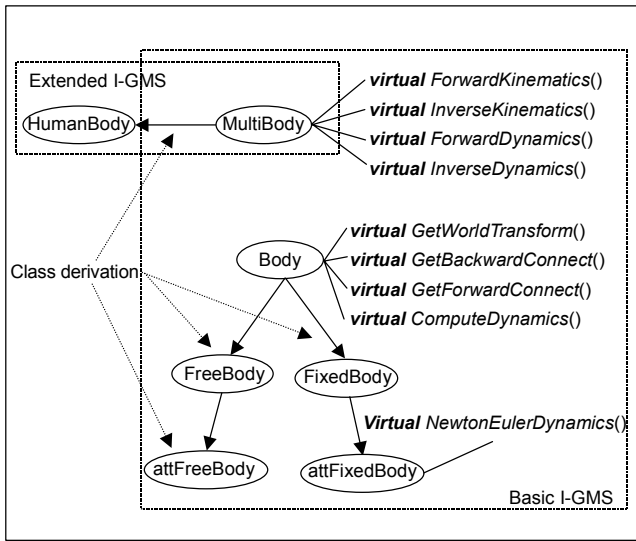 Extended I-GMS
HumanBody
MultiBody
virtual ForwardKinematics()
virtual InverseKinematics()
virtual ForwardDynamics()
virtual InverseDynamics()
Class derivation
Body
virtual GetWorldTransform()
virtual GetBackwardConnect()
virtual GetForwardConnect()
virtual ComputeDynamics()
FreeBody
FixedBody
Virtual NewtonEulerDynamics()
attFreeBody
attFixedBody
Basic I-GMS